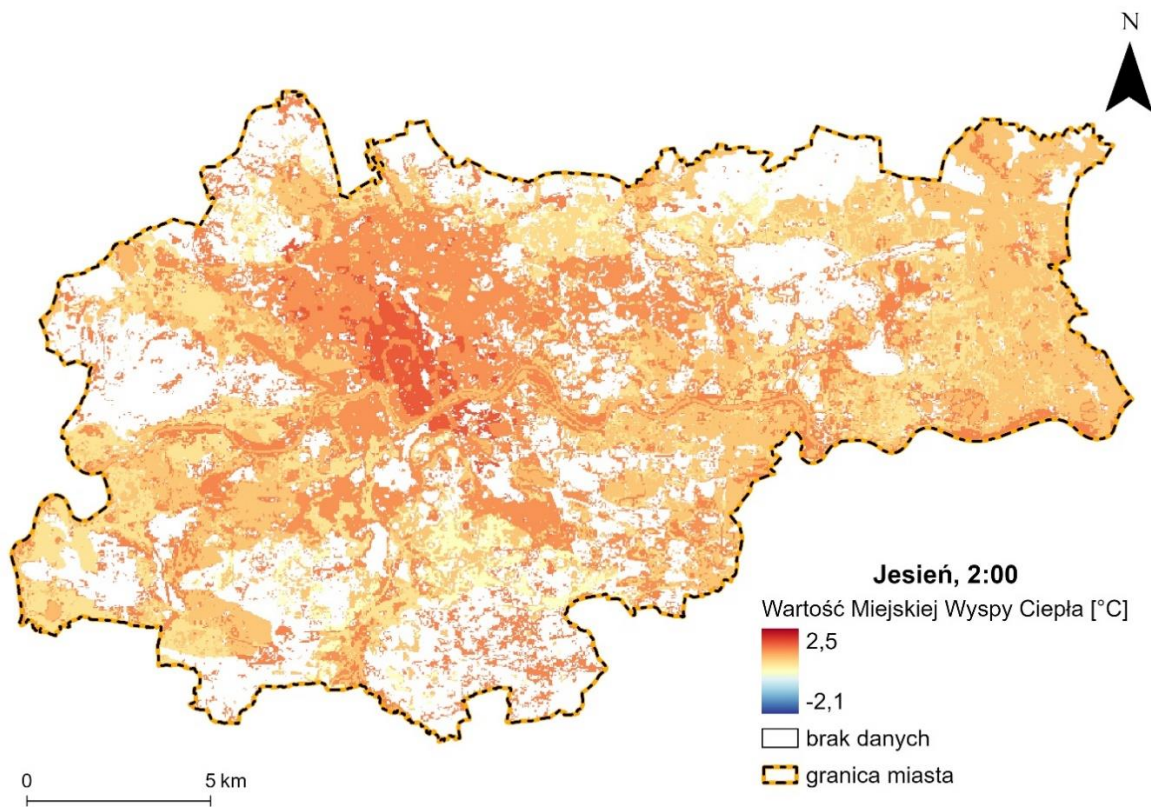 N
Jesień, 2:00
Wartość Miejskiej Wyspy Ciepła [°C]
2,5
-2,1
brak danych
granica miasta
0 5 km